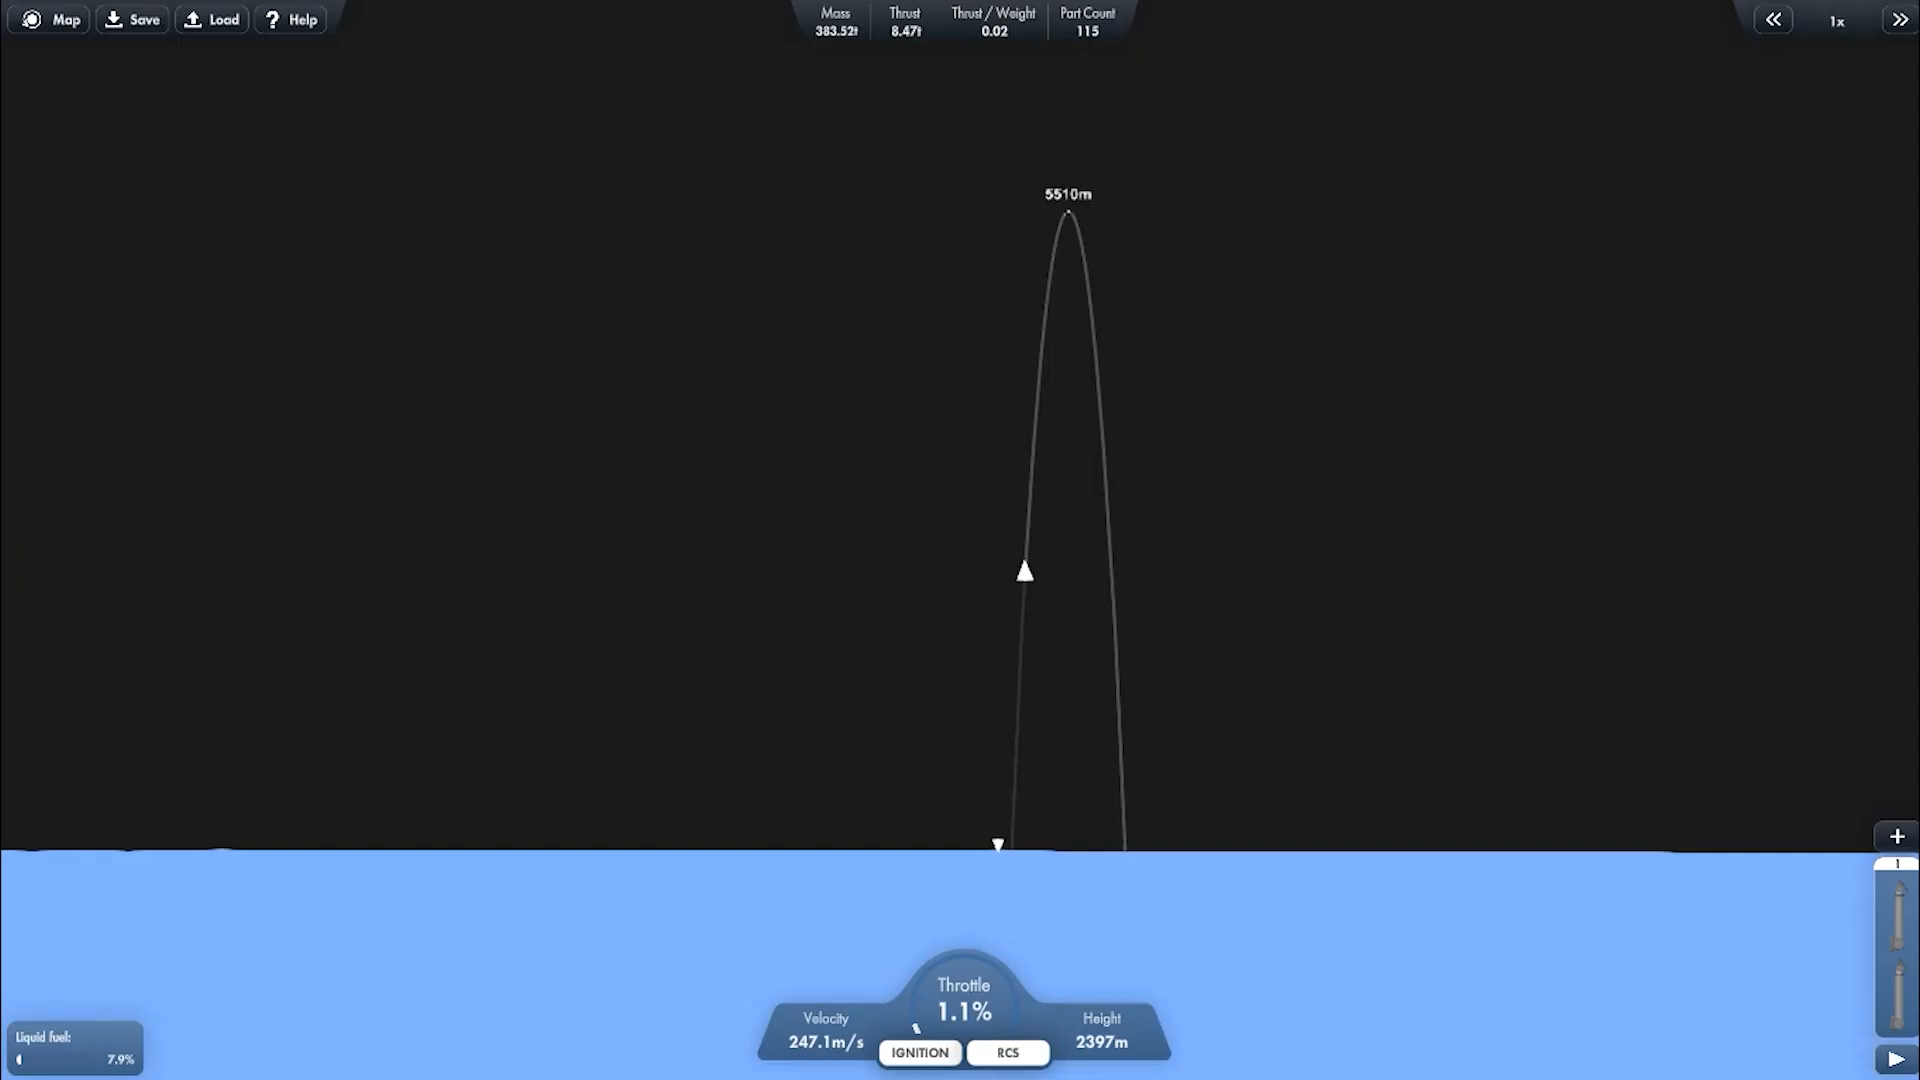 Map
Save
Load
? Help
Mass
383.52t
Thrust
8.47t
Thrust / Weight
0.02
Part Count
115
1x
5510m
+
1
Throttle
1.1%
Velocity
247.1m/s
Height
2397m
IGNITION
RCS
Liquid fuel:
7.9%